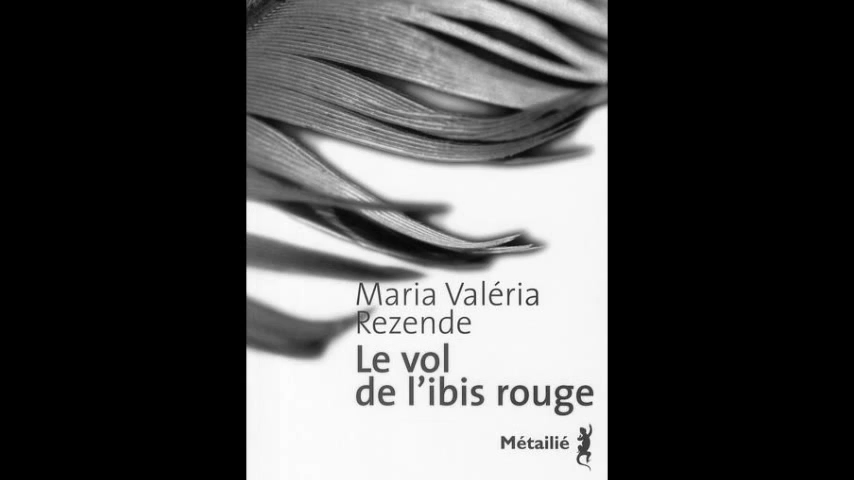 Maria Valéria
Rezende
Le vol
de l'ibis rouge
Métailié